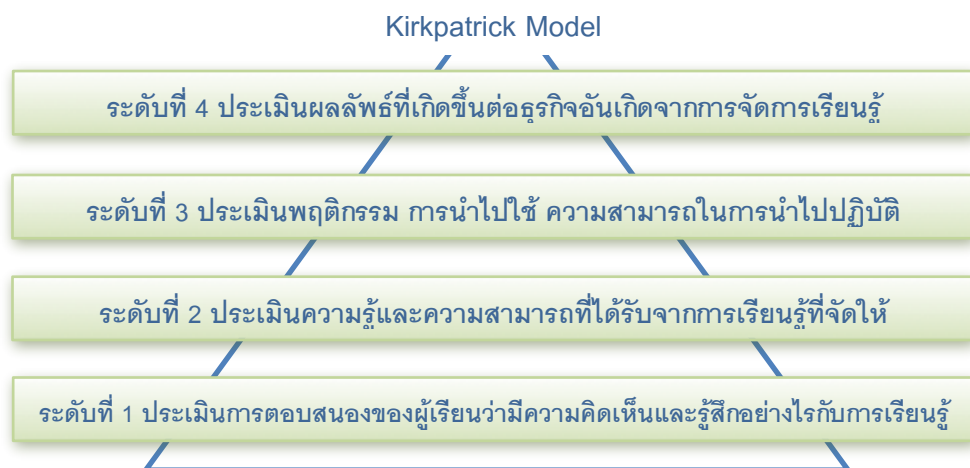 Kirkpatrick Model
ระดับที่ 4 ประเมินผลลัพธ์ที่เกิดขึ้นต่อธุรกิจอันเกิดจากการจัดการเรียนรู้
ระดับที่ 3 ประเมินพฤติกรรม การนำไปใช้ ความสามารถในการนำไปปฏิบัติ
ระดับที่ 2 ประเมินความรู้และความสามารถที่ได้รับจากการเรียนรู้ที่จัดให้
ระดับที่ 1 ประเมินการตอบสนองของผู้เรียนว่ามีความคิดเห็นและรู้สึกอย่างไรกับการเรียนรู้